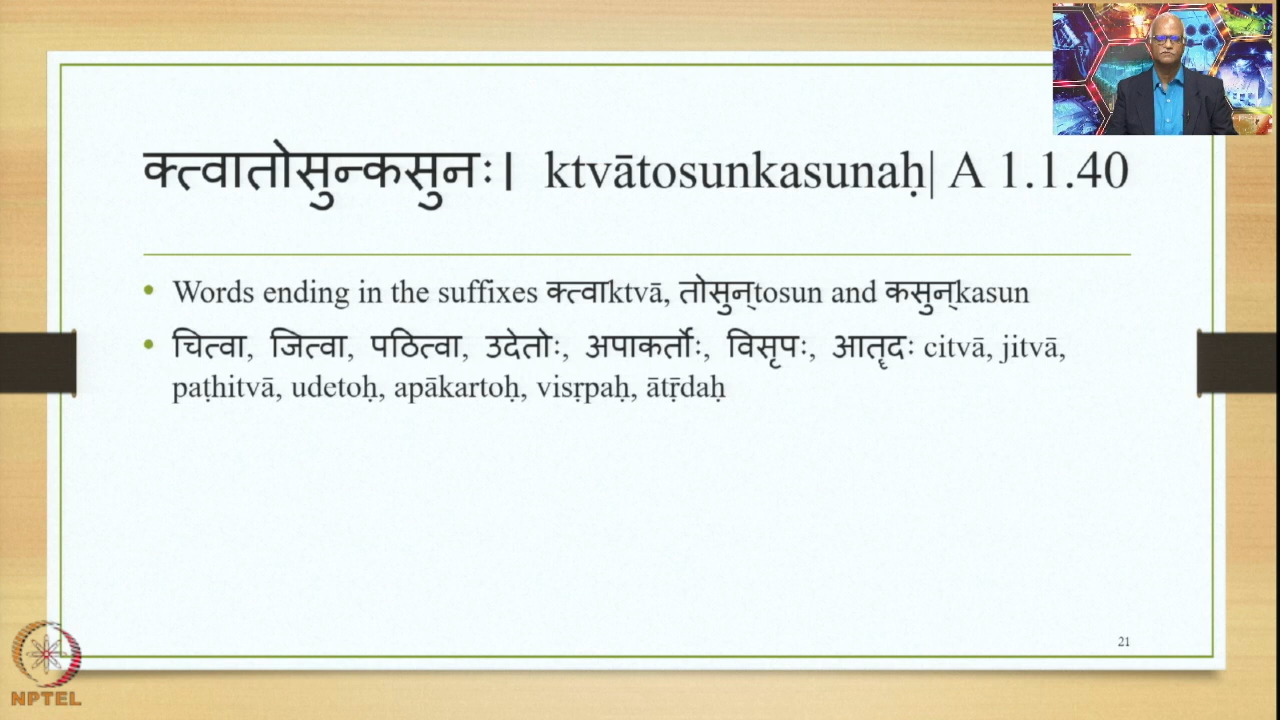 क्त्वातोसुन्कसुनः। ktvātosunkasunaḥ| A 1.1.40
• Words ending in the suffixes क्त्वाktvā, तोसुन्tosun and कसुन्kasun
• चित्वा, जित्वा, पठित्वा, उदेतोः, अपाकर्तोः, विसृपः, आतॄदः citvā, jitvā,
paṭhitvā, udetoḥ, apākartoḥ, visṛpaḥ, ātṝdaḥ
21
NPTEL